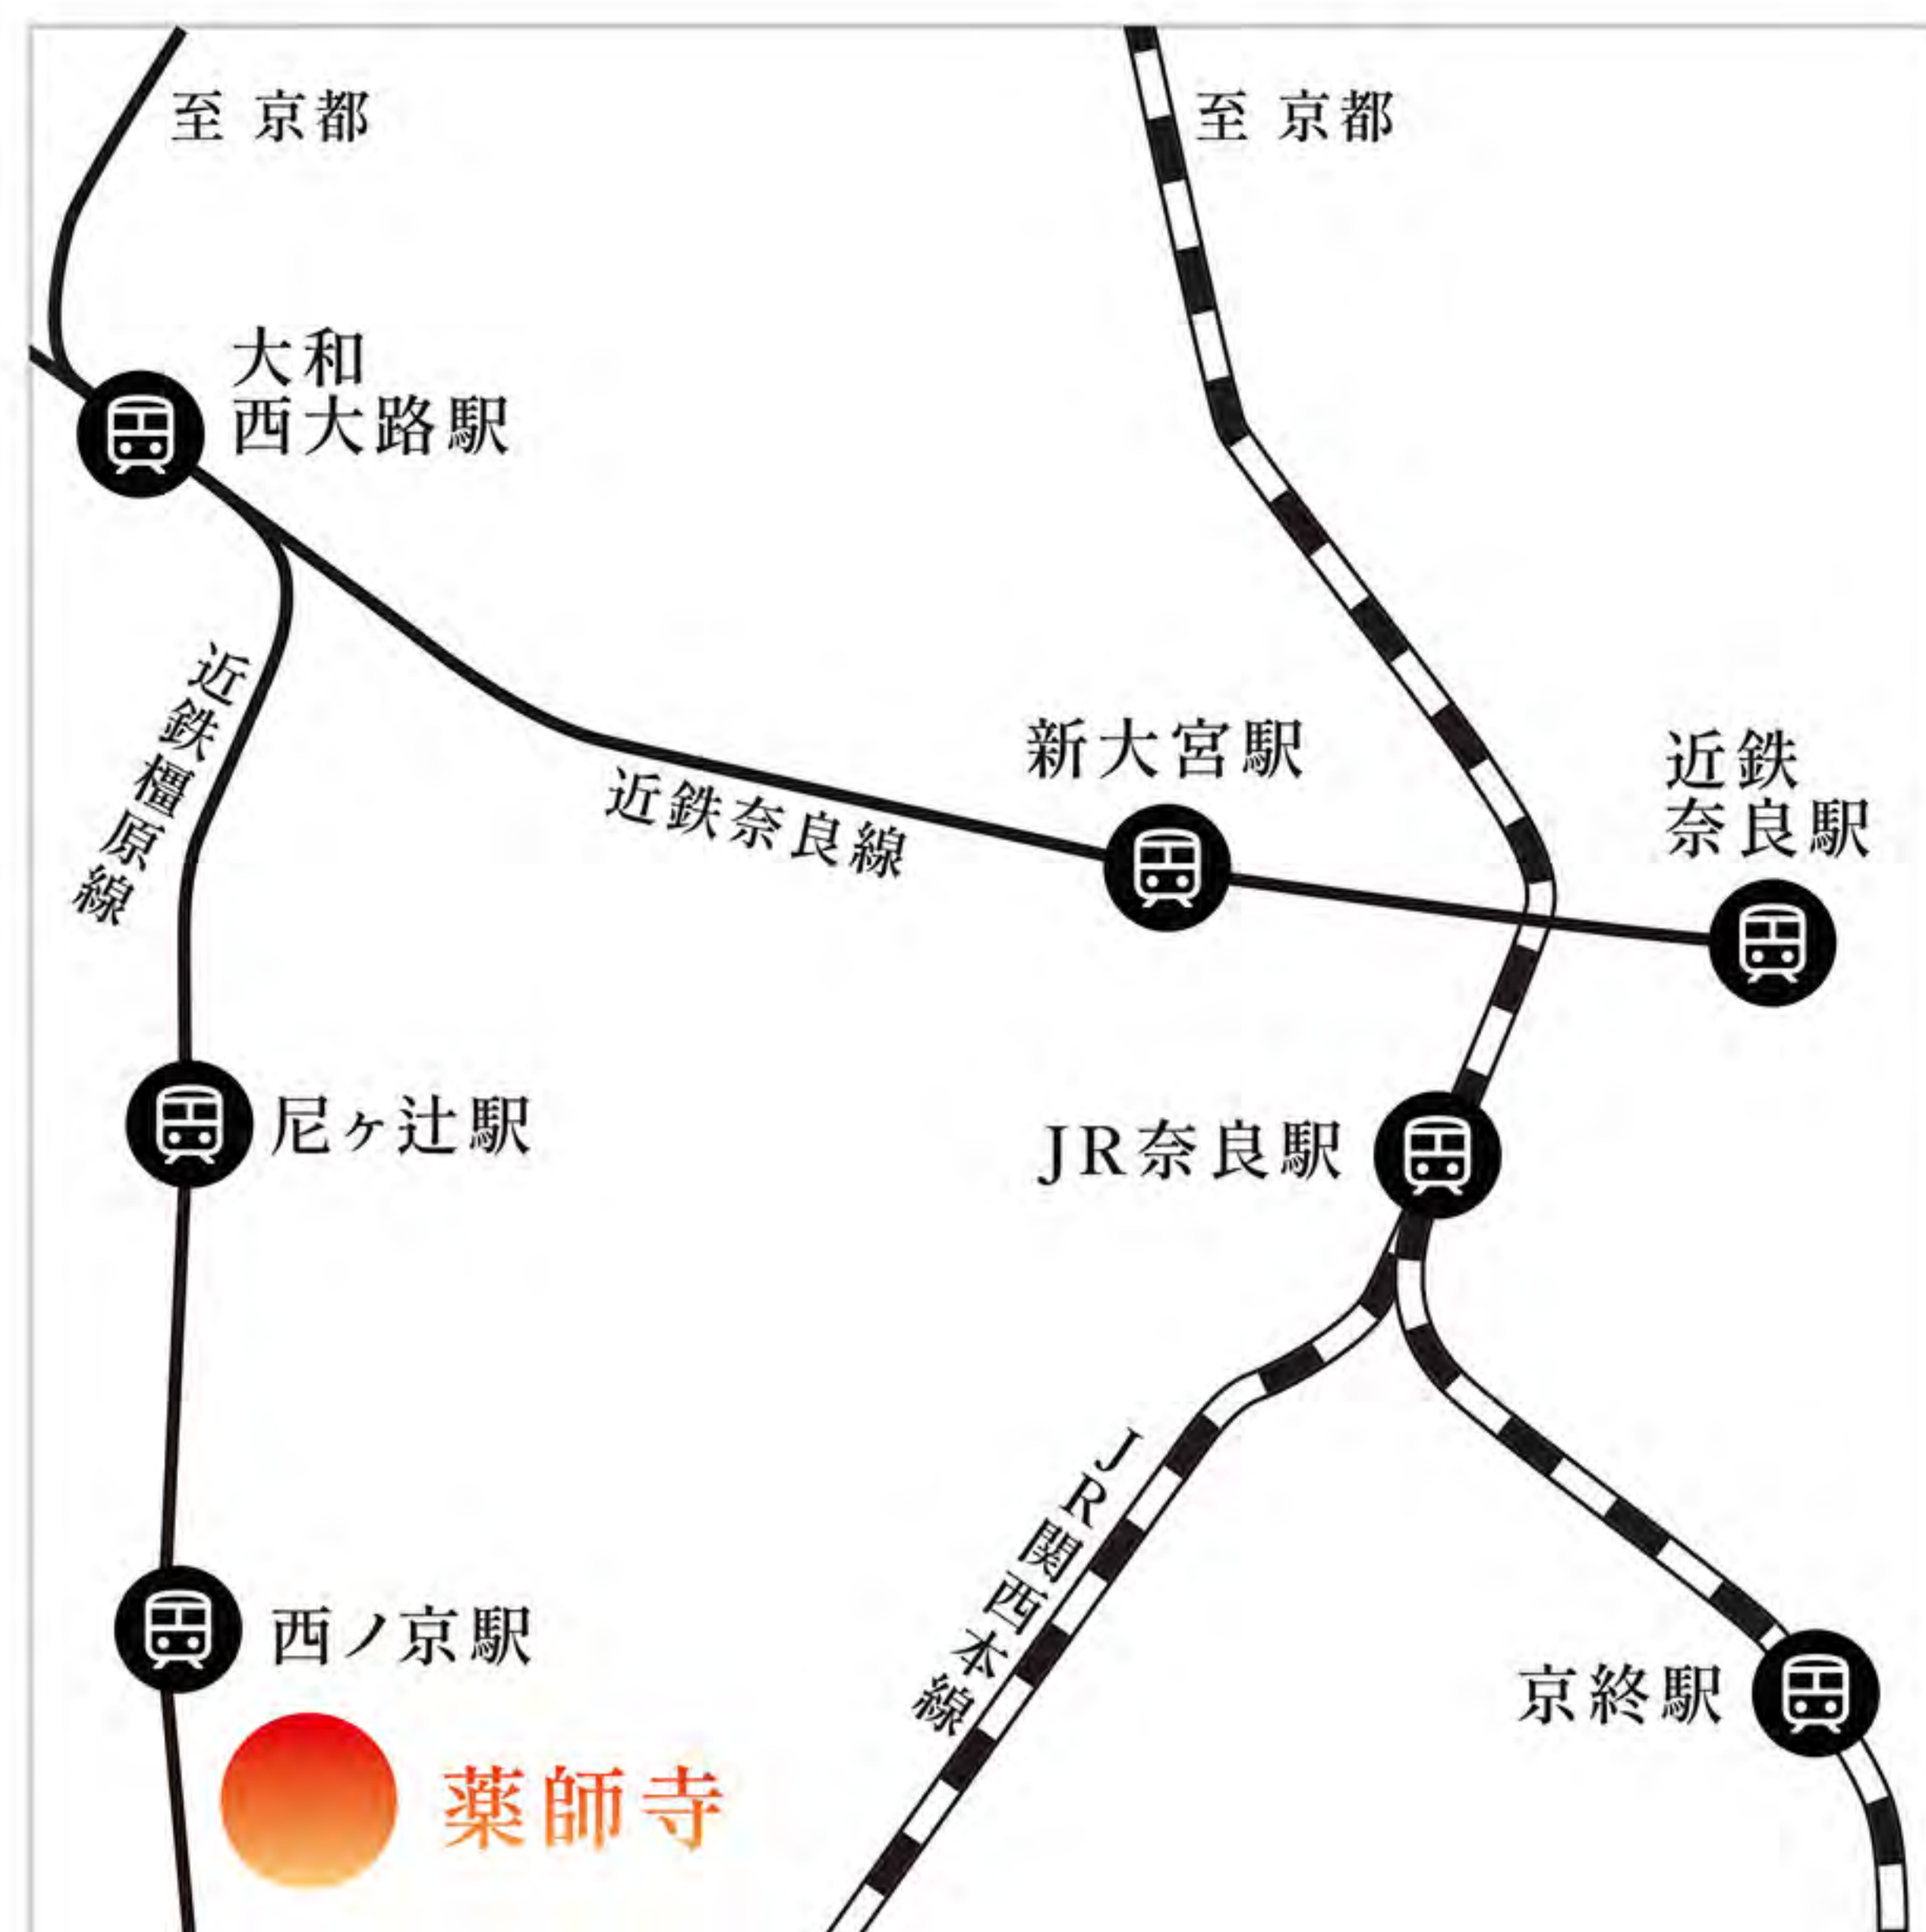 至 京都
至 京都
大和
西大路駅
近鉄橿原線
近鉄奈良線
新大宮駅
近鉄
奈良駅
尼ヶ辻駅
JR奈良駅
JR関西本線
西ノ京駅
京終駅
薬師寺